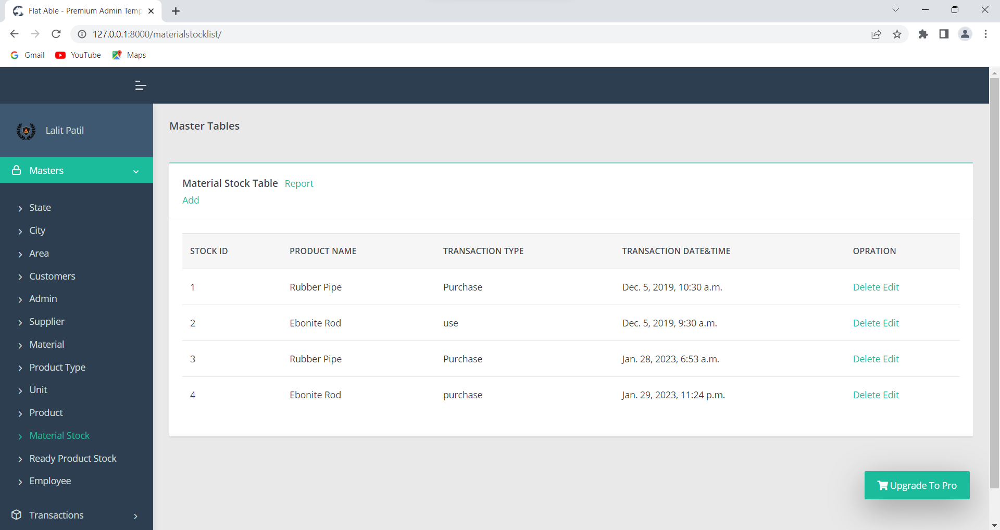 Flat Able - Premium Admin Temp
127.0.0.1:8000/materialstocklist/
Gmail YouTube Maps
Lalit Patil
Masters
State
City
Area
Customers
Admin
Supplier
Material
Product Type
Unit
Product
Material Stock
Ready Product Stock
Employee
Transactions
Master Tables
Material Stock Table Report
Add
STOCK ID PRODUCT NAME TRANSACTION TYPE TRANSACTION DATE&TIME OPRATION
1 Rubber Pipe Purchase Dec. 5, 2019, 10:30 a.m. Delete Edit
2 Ebonite Rod use Dec. 5, 2019, 9:30 a.m. Delete Edit
3 Rubber Pipe Purchase Jan. 28, 2023, 6:53 a.m. Delete Edit
4 Ebonite Rod purchase Jan. 29, 2023, 11:24 p.m. Delete Edit
Upgrade To Pro